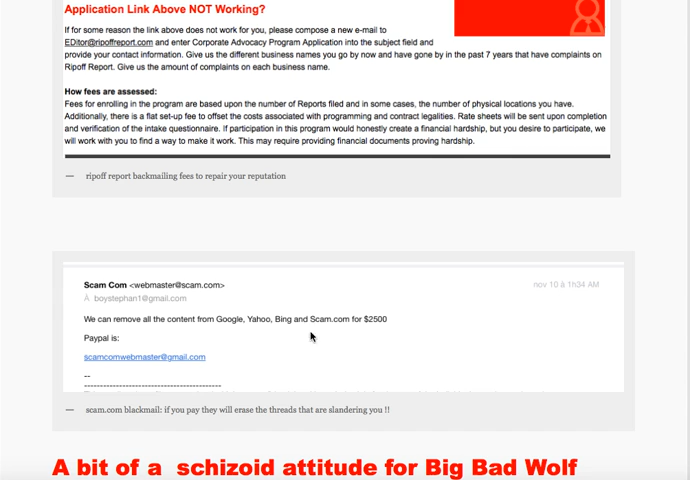 Application Link Above NOT Working?
If for some reason the link above does not work for you, please compose a new e-mail to
EDitor@ripoffreport.com and enter Corporate Advocacy Program Application into the subject field and
provide your contact information. Give us the different business names you go by now and have gone by in the past 7 years that have complaints on
Ripoff Report. Give us the amount of complaints on each business name.
How fees are assessed:
Fees for enrolling in the program are based upon the number of Reports filed and in some cases, the number of physical locations you have.
Additionally, there is a flat set-up fee to offset the costs associated with programming and contract legalities. Rate sheets will be sent upon completion
and verification of the intake questionnaire. If participation in this program would honestly create a financial hardship, but you desire to participate, we
will work with you to find a way to make it work. This may require providing financial documents proving hardship.
— ripoff report backmailing fees to repair your reputation
Scam Com <webmaster@scam.com> nov 10 à 1h34 AM
À boystephan1@gmail.com
We can remove all the content from Google, Yahoo, Bing and Scam.com for $2500
Paypal is:
scamcomwebmaster@gmail.com
--
-------------------------------------------
— scam.com blackmail: if you pay they will erase the threads that are slandering you !!
A bit of a schizoid attitude for Big Bad Wolf